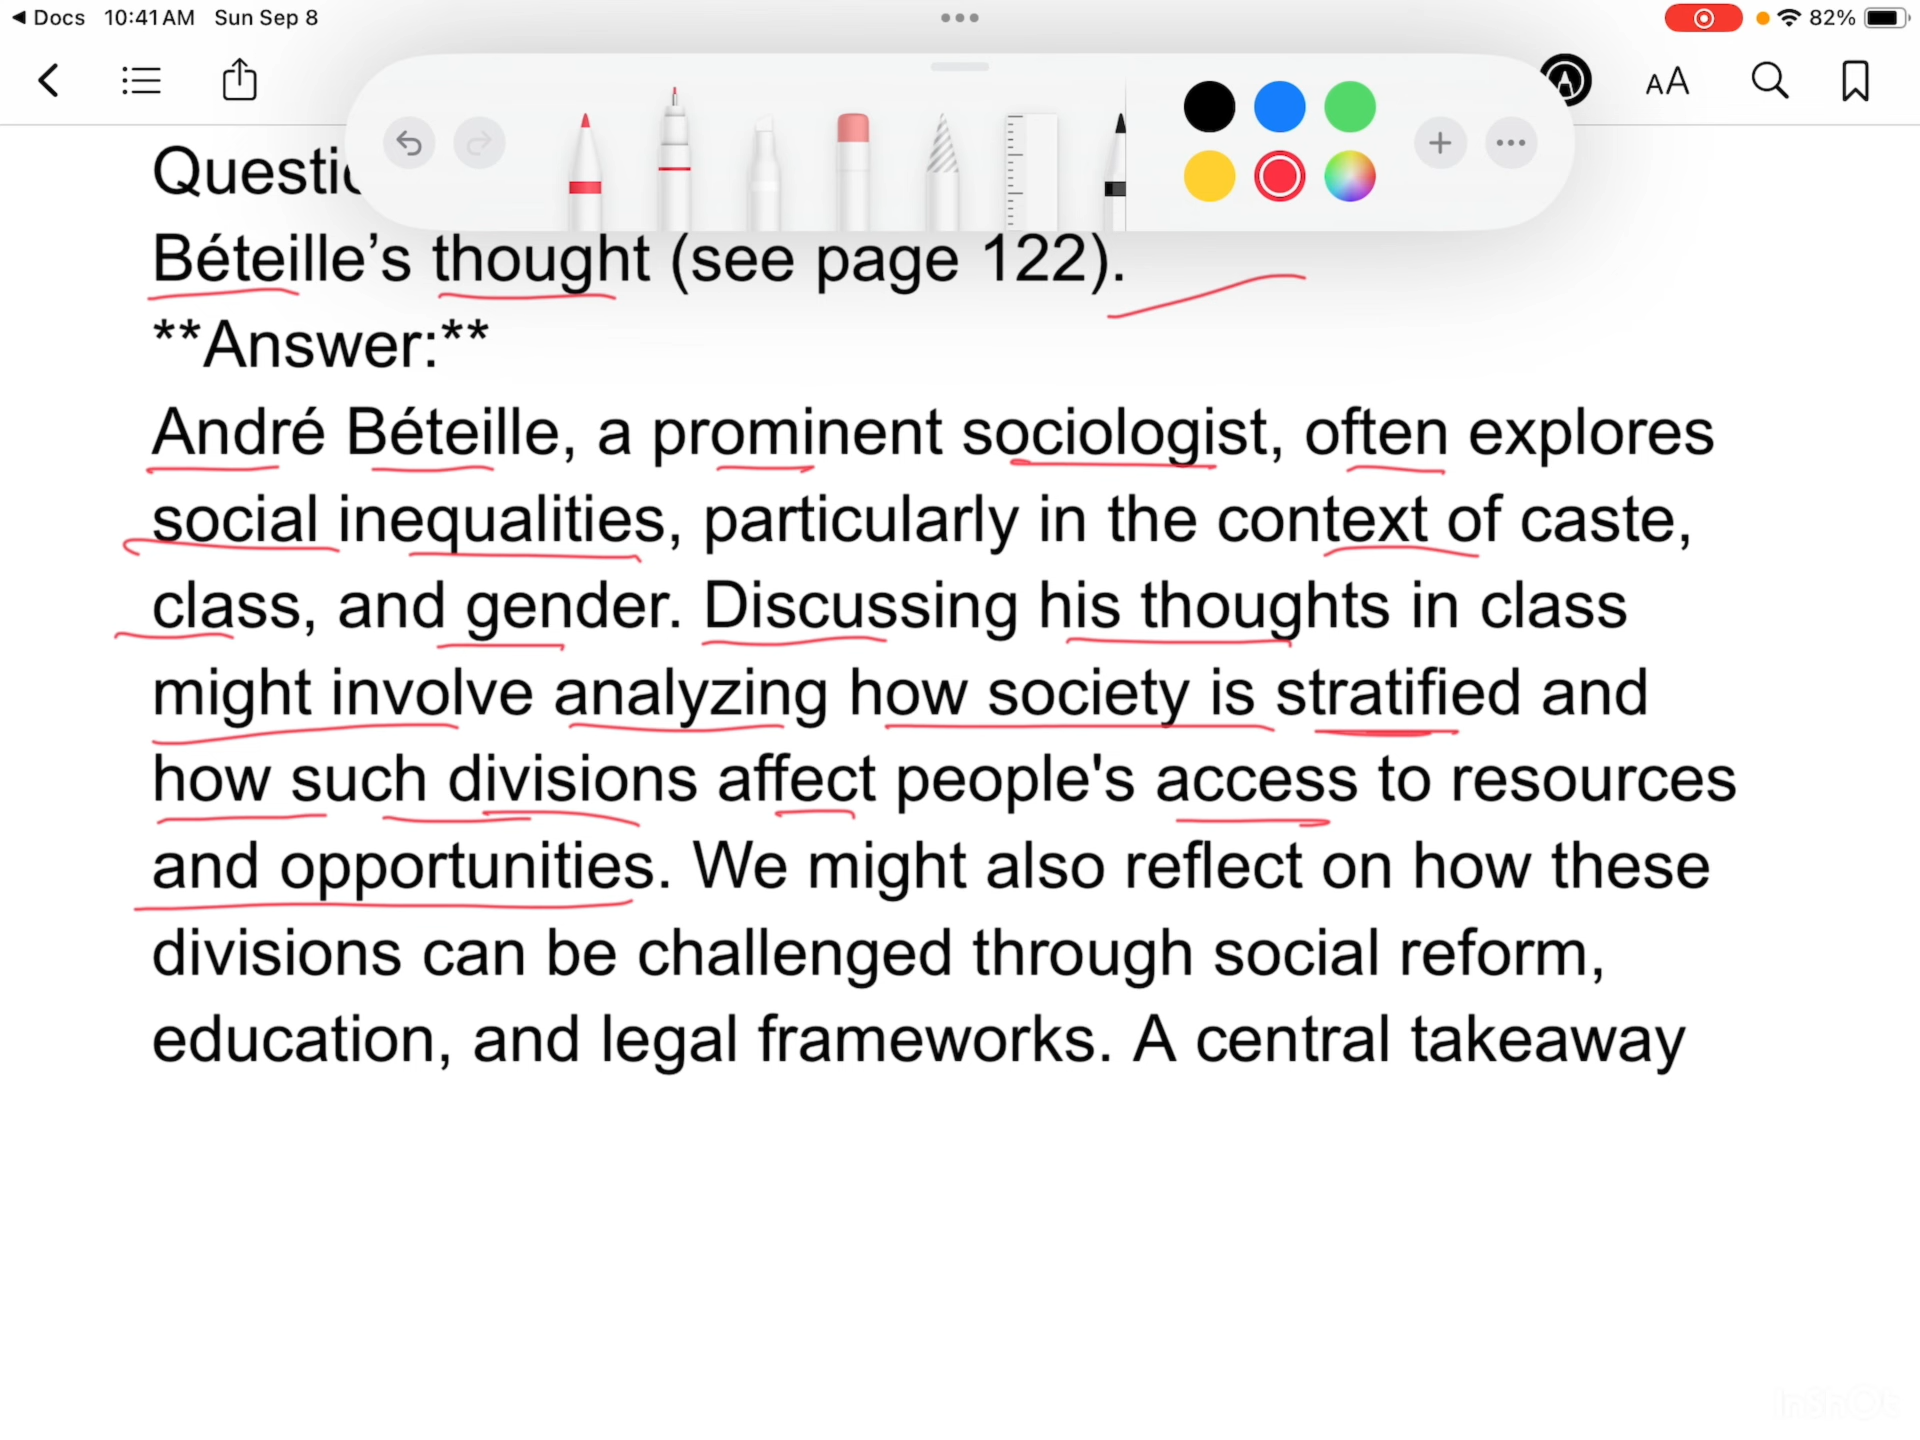 Docs 10:41 AM Sun Sep 8 82%
AA
Béteille’s thought (see page 122).
**Answer:**
André Béteille, a prominent sociologist, often explores
social inequalities, particularly in the context of caste,
class, and gender. Discussing his thoughts in class
might involve analyzing how society is stratified and
how such divisions affect people's access to resources
and opportunities. We might also reflect on how these
divisions can be challenged through social reform,
education, and legal frameworks. A central takeaway